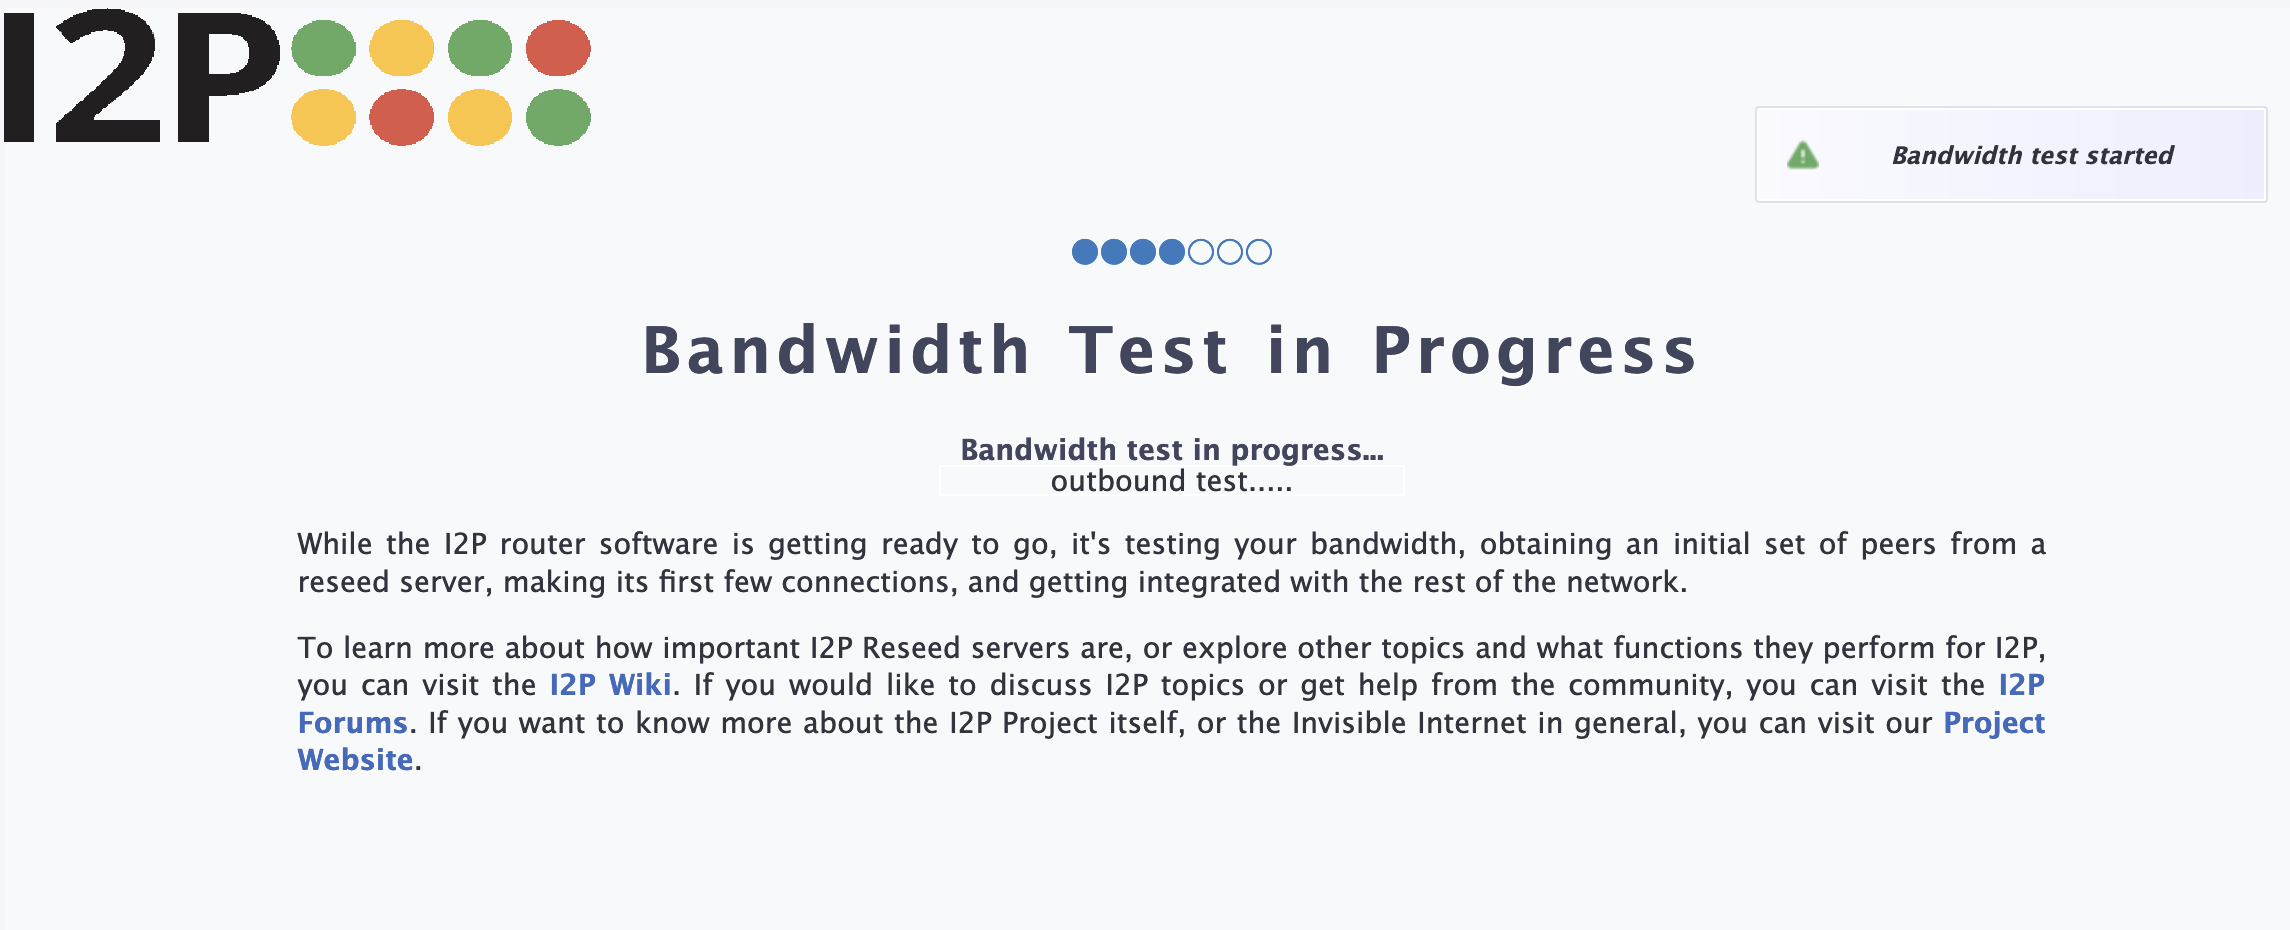 I2P
Bandwidth test started
Bandwidth Test in Progress
Bandwidth test in progress...
outbound test.....
While the I2P router software is getting ready to go, it's testing your bandwidth, obtaining an initial set of peers from a
reseed server, making its first few connections, and getting integrated with the rest of the network.
To learn more about how important I2P Reseed servers are, or explore other topics and what functions they perform for I2P,
you can visit the I2P Wiki. If you would like to discuss I2P topics or get help from the community, you can visit the I2P
Forums. If you want to know more about the I2P Project itself, or the Invisible Internet in general, you can visit our Project
Website.